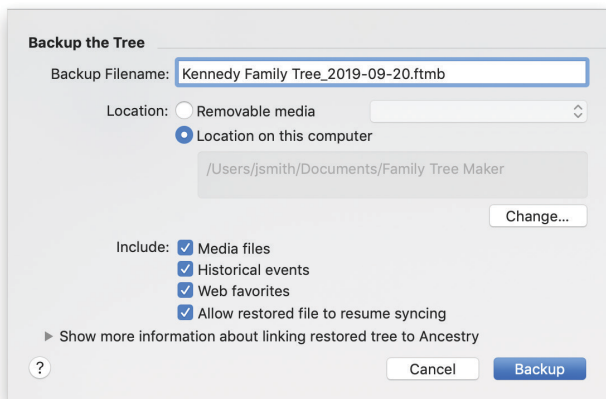 Backup the Tree
Backup Filename: Kennedy Family Tree_2019-09-20.ftmb
Location: Removable media
Location on this computer
/Users/jsmith/Documents/Family Tree Maker
Change...
Include: Media files
Historical events
Web favorites
Allow restored file to resume syncing
Show more information about linking restored tree to Ancestry
? Cancel Backup